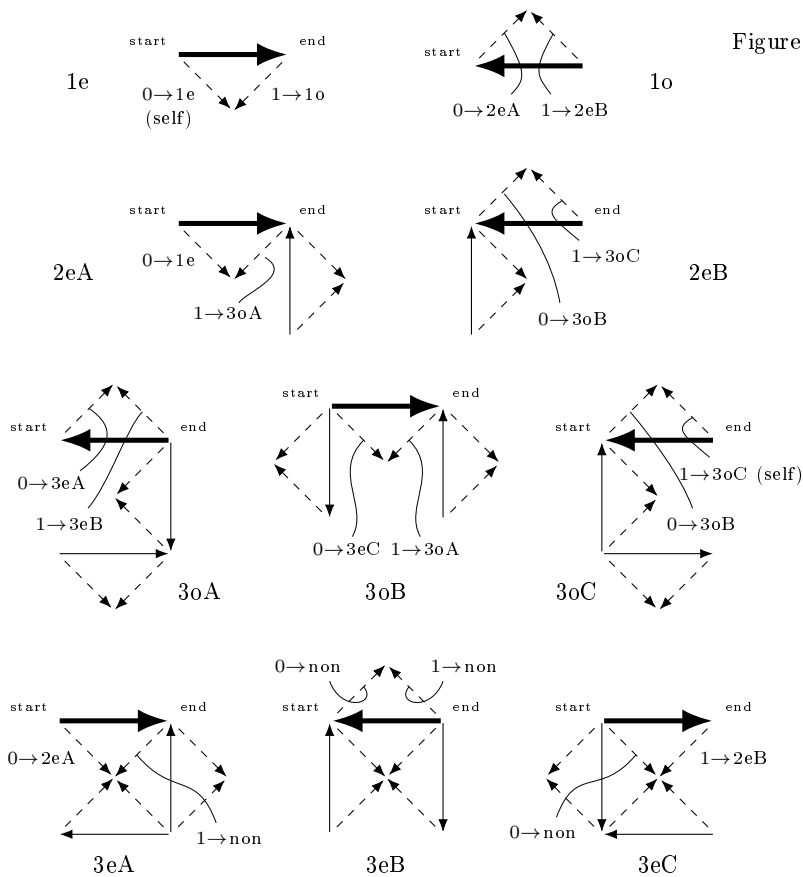 start
end
1e
0→1e
(self)
1→1o
start
0→2eA
1→2eB
1o
Figure
start
end
0→1e
1→3oA
2eA
start
end
1→3oC
0→3oB
2eB
start
end
0→3eA
1→3eB
3oA
start
end
0→3eC
1→3oA
3oB
start
end
1→3oC (self)
0→3oB
3oC
start
end
0→2eA
1→non
3eA
0→non
1→non
start
end
3eB
start
end
1→2eB
0→non
3eC